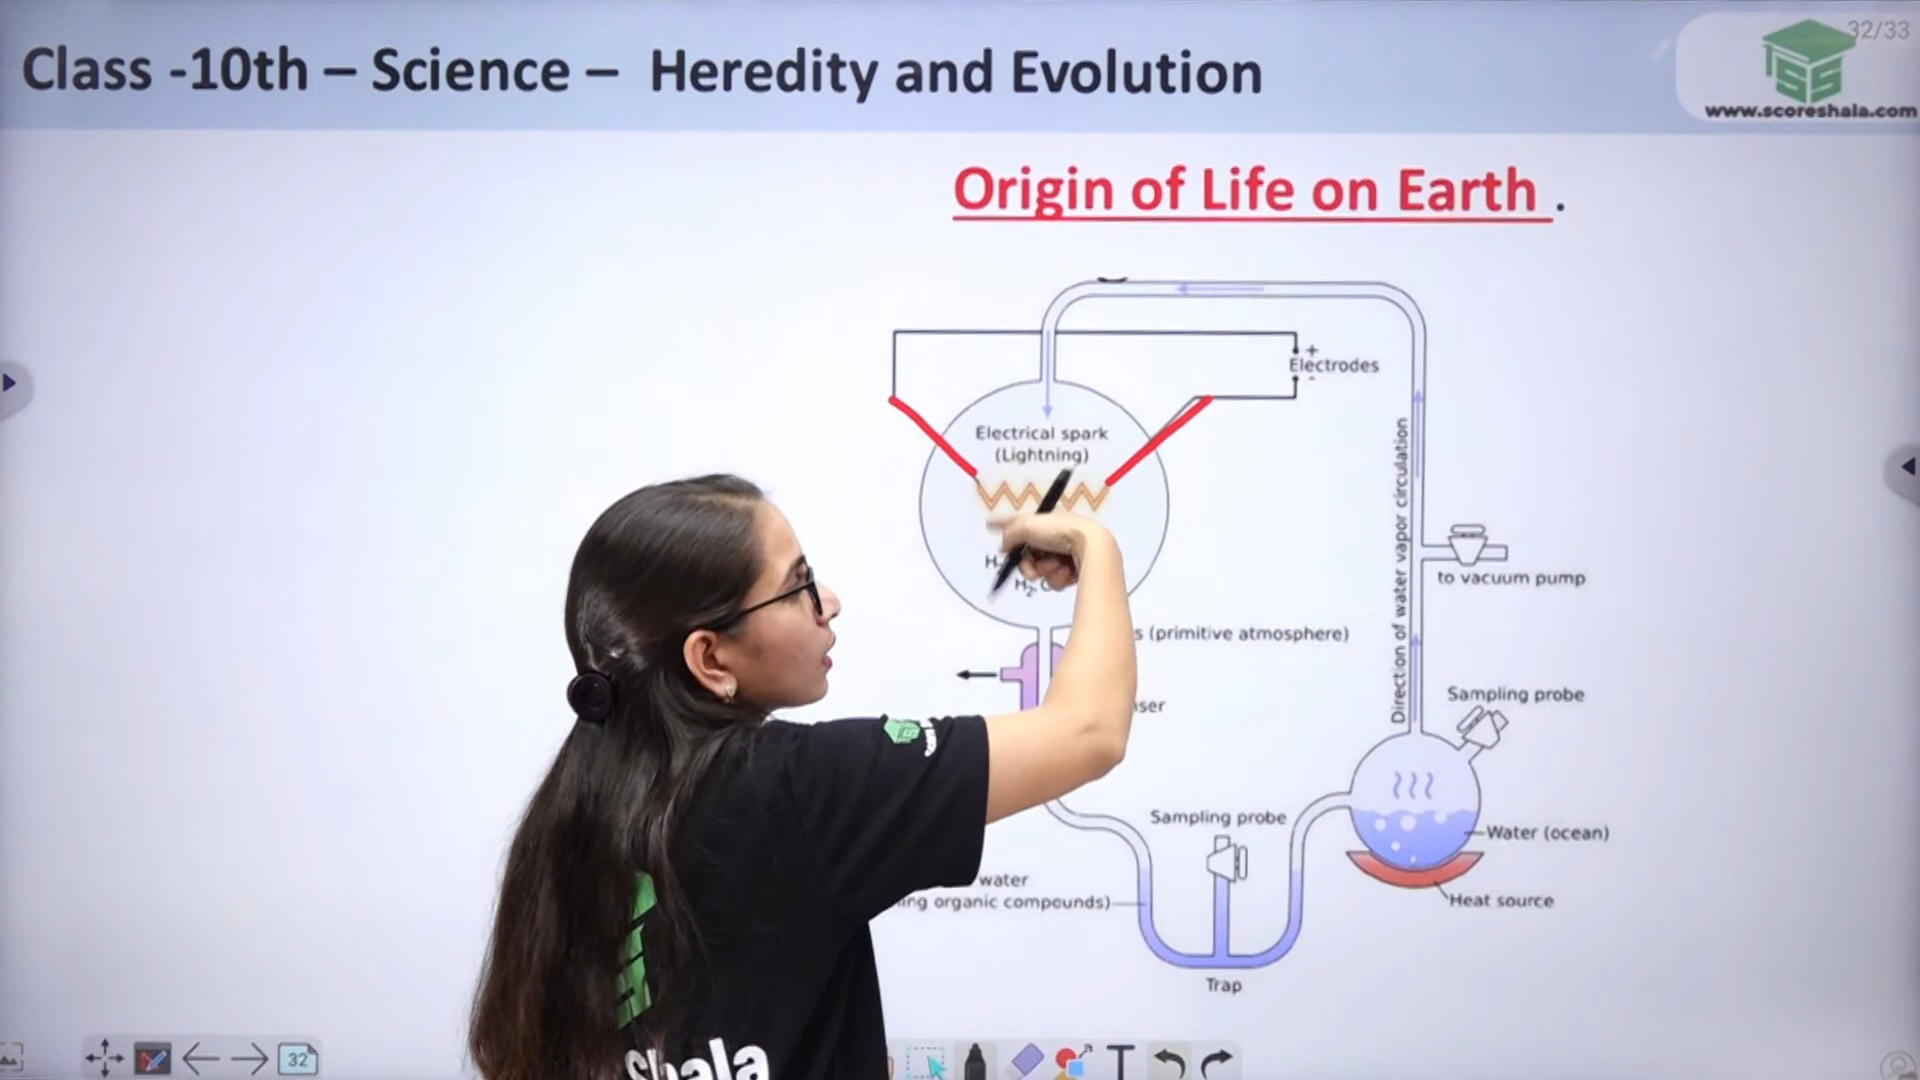 Class -10th – Science – Heredity and Evolution
32/33
www.scoreshala.com
Origin of Life on Earth .
+
Electrodes
-
Electrical spark
(Lightning)
H₂
Direction of water vapor circulation
to vacuum pump
(primitive atmosphere)
Sampling probe
Sampling probe
Water (ocean)
water
organic compounds)
Heat source
Trap
32
T